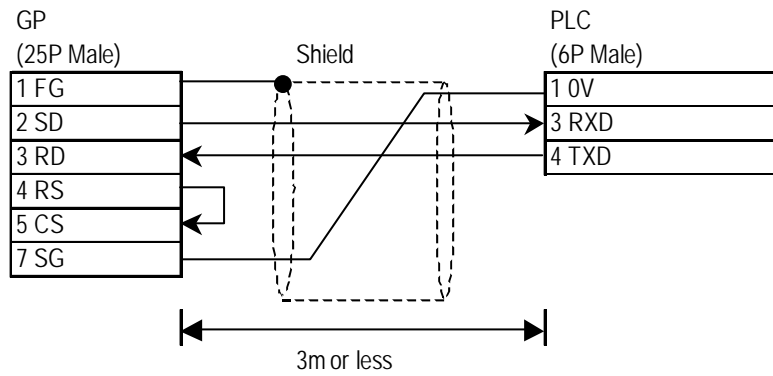 GP
(25P Male)
Shield
PLC
(6P Male)
1 FG
2 SD
3 RD
4 RS
5 CS
7 SG
1 0V
3 RXD
4 TXD
3m or less